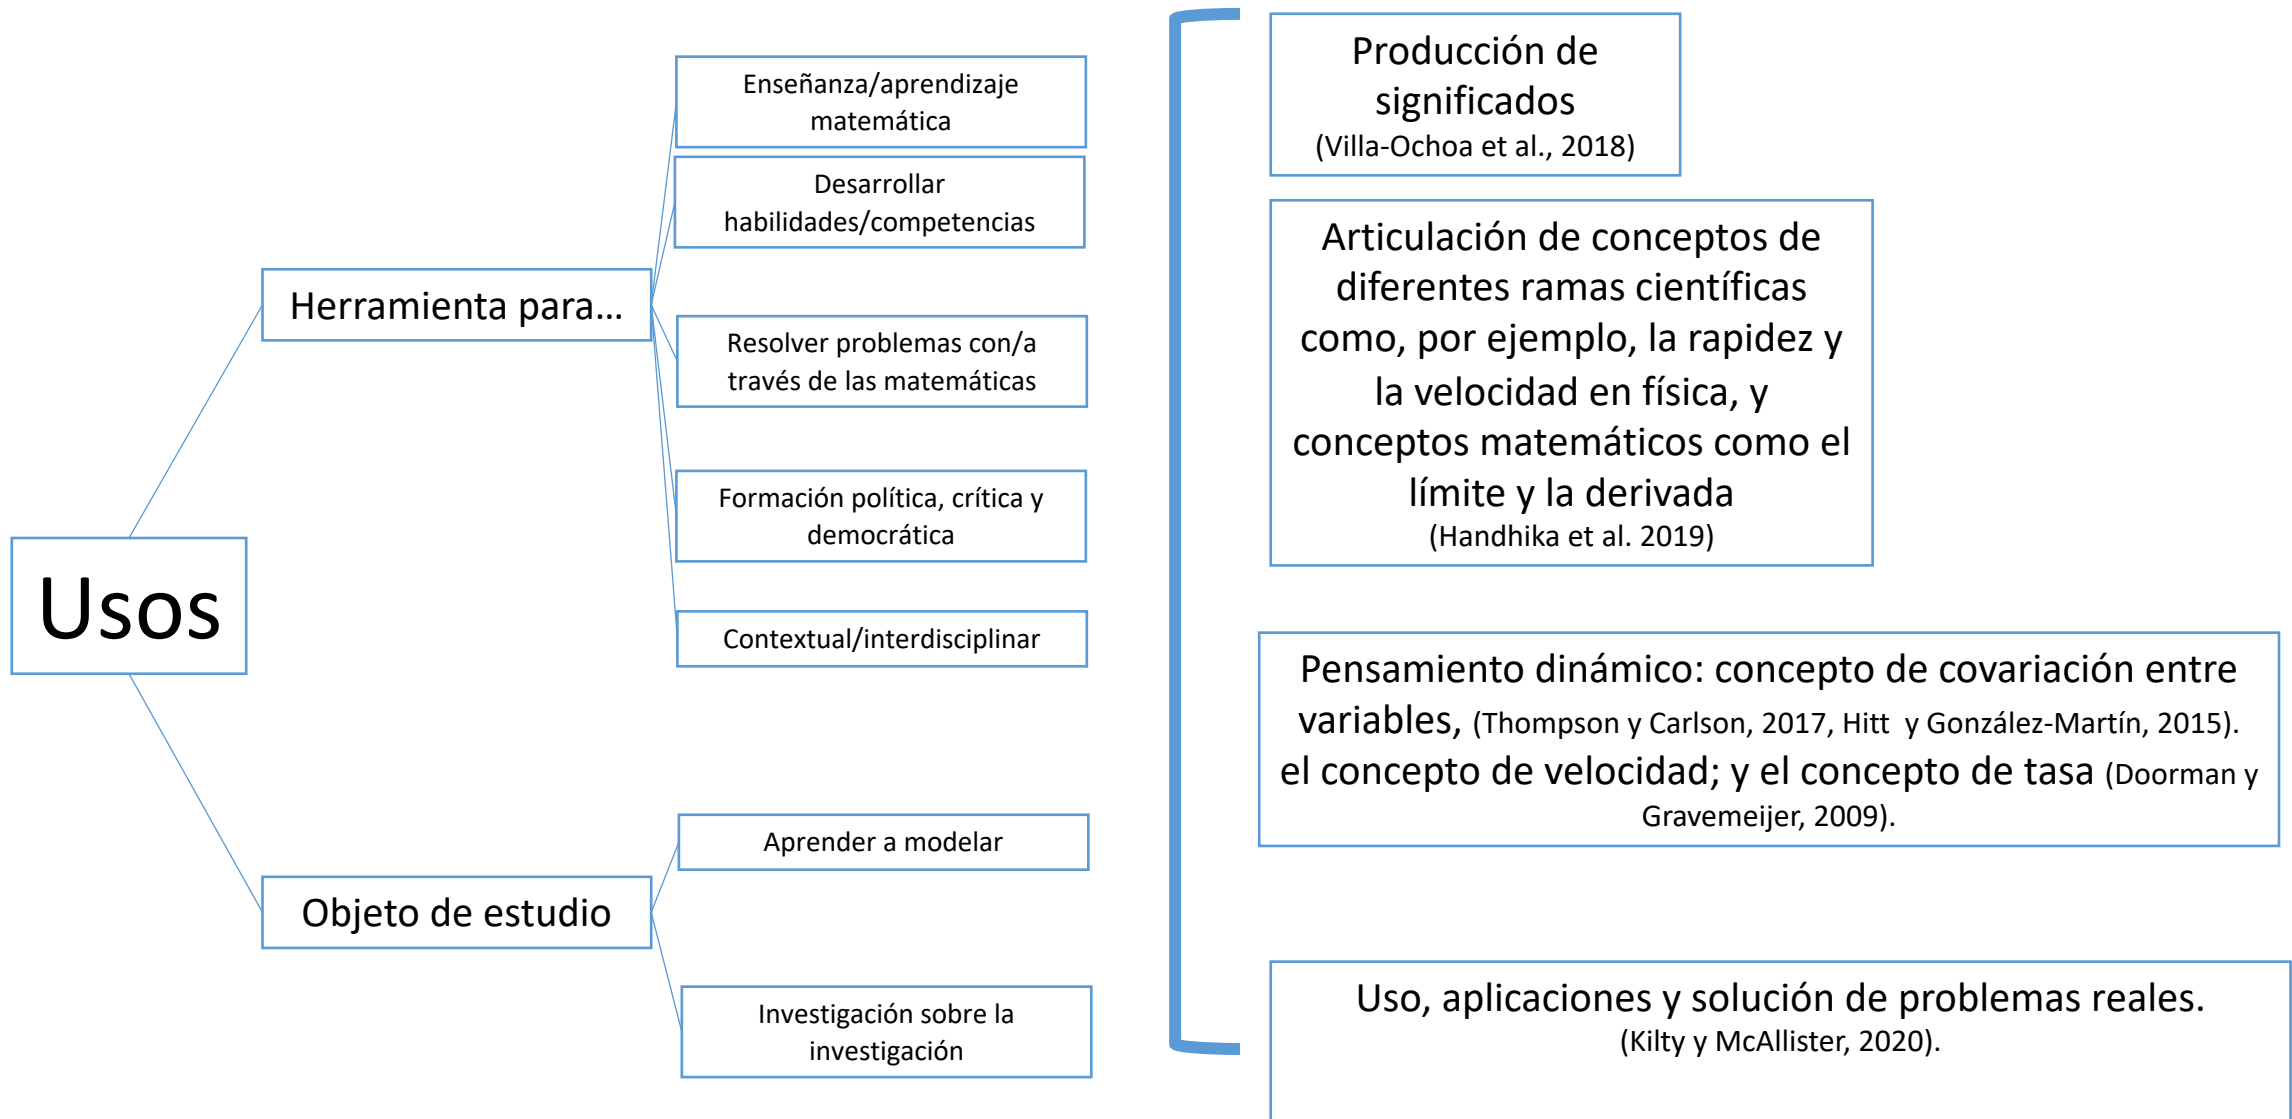 Usos
Herramienta para...
Enseñanza/aprendizaje
matemática
Desarrollar
habilidades/competencias
Resolver problemas con/a
través de las matemáticas
Formación política, crítica y
democrática
Contextual/interdisciplinar
Objeto de estudio
Aprender a modelar
Investigación sobre la
investigación
Producción de
significados
(Villa-Ochoa et al., 2018)
Articulación de conceptos de
diferentes ramas científicas
como, por ejemplo, la rapidez y
la velocidad en física, y
conceptos matemáticos como el
límite y la derivada
(Handhika et al. 2019)
Pensamiento dinámico: concepto de covariación entre
variables, (Thompson y Carlson, 2017, Hitt y González-Martín, 2015).
el concepto de velocidad; y el concepto de tasa (Doorman y
Gravemeijer, 2009).
Uso, aplicaciones y solución de problemas reales.
(Kilty y McAllister, 2020).